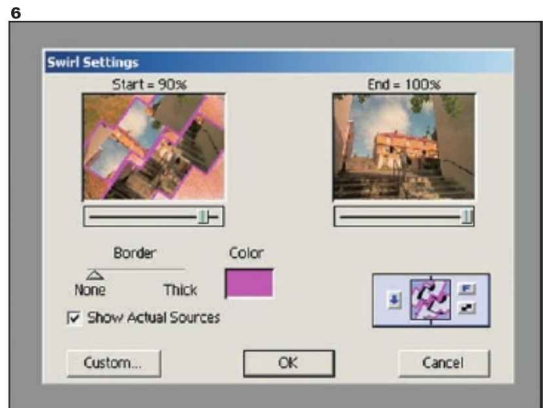 6
Swirl Settings
Start = 90% End = 100%
Border Color
None Thick
Show Actual Sources
Custom... OK Cancel